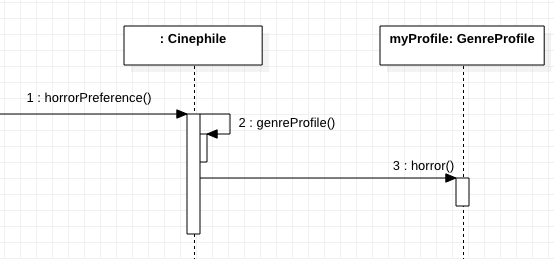 : Cinephile
myProfile: GenreProfile
1 : horrorPreference()
2 : genreProfile()
3 : horror()